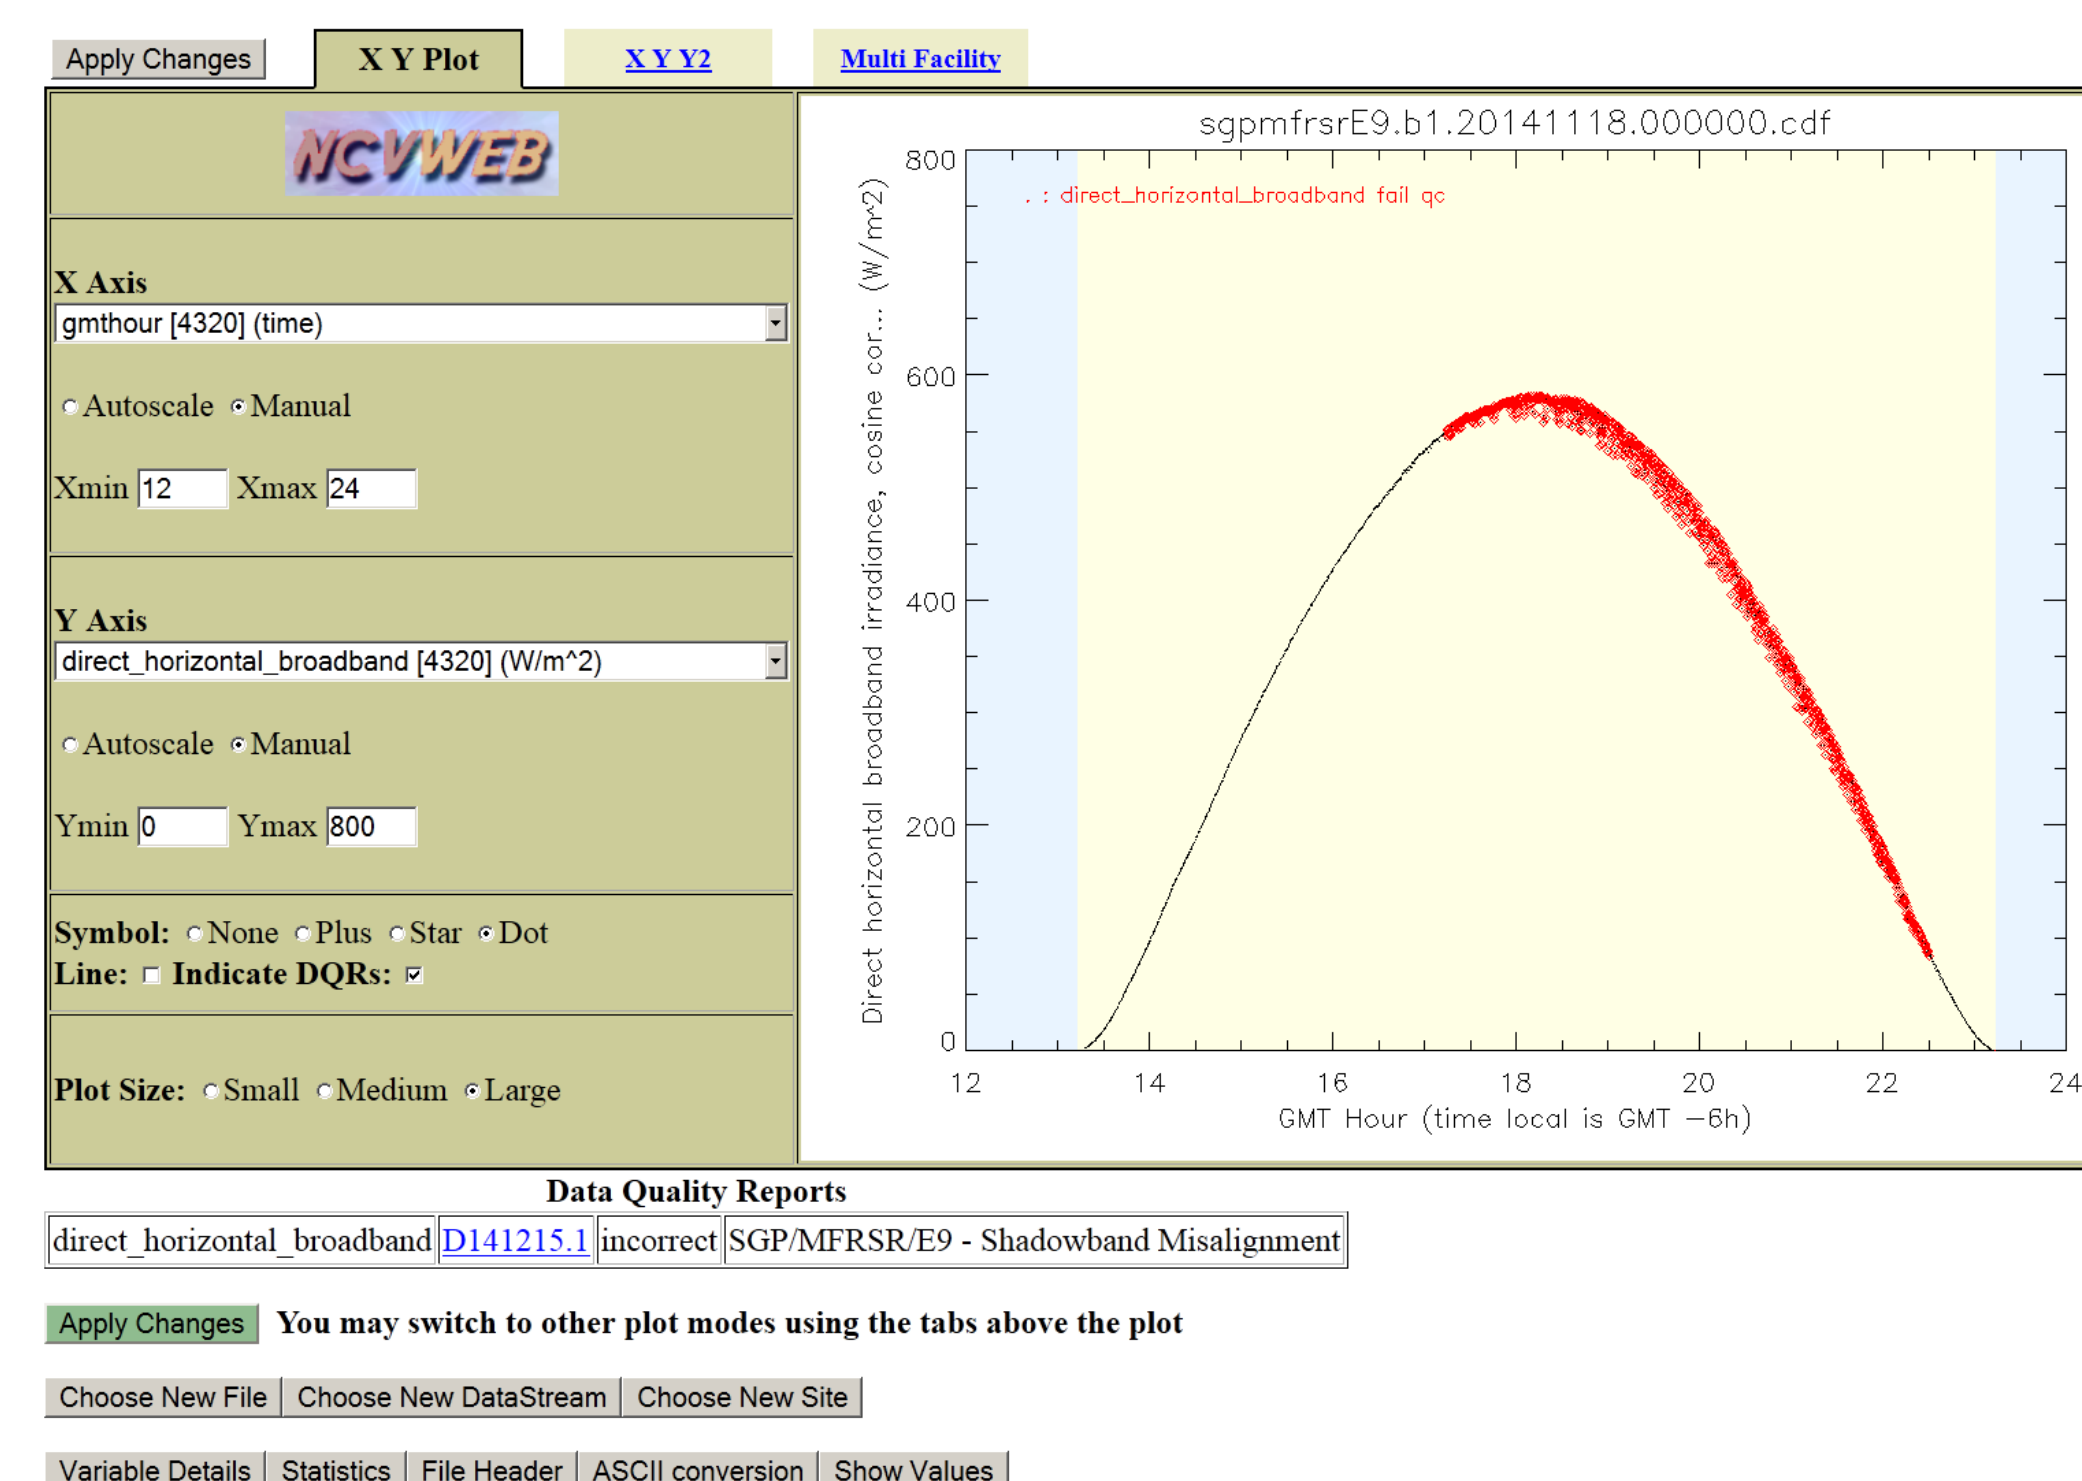 Apply Changes X Y Plot X Y Y2 Multi Facility
NCVWEB
X Axis
gmthour [4320] (time)
Autoscale Manual
Xmin 12 Xmax 24
Y Axis
direct_horizontal_broadband [4320] (W/m^2)
Autoscale Manual
Ymin 0 Ymax 800
Symbol: None Plus Star Dot
Line: Indicate DQRs:
Plot Size: Small Medium Large
sgpmfrsrE9.b1.20141118.000000.cdf
. : direct_horizontal_broadband fail qc
Direct horizontal broadband irradiance, cosine cor... (W/m^2)
800
600
400
200
0
12 14 16 18 20 22 24
GMT Hour (time local is GMT -6h)
Data Quality Reports
direct_horizontal_broadband D141215.1 incorrect SGP/MFRSR/E9 - Shadowband Misalignment
Apply Changes You may switch to other plot modes using the tabs above the plot
Choose New File Choose New DataStream Choose New Site
Variable Details Statistics File Header ASCII conversion Show Values